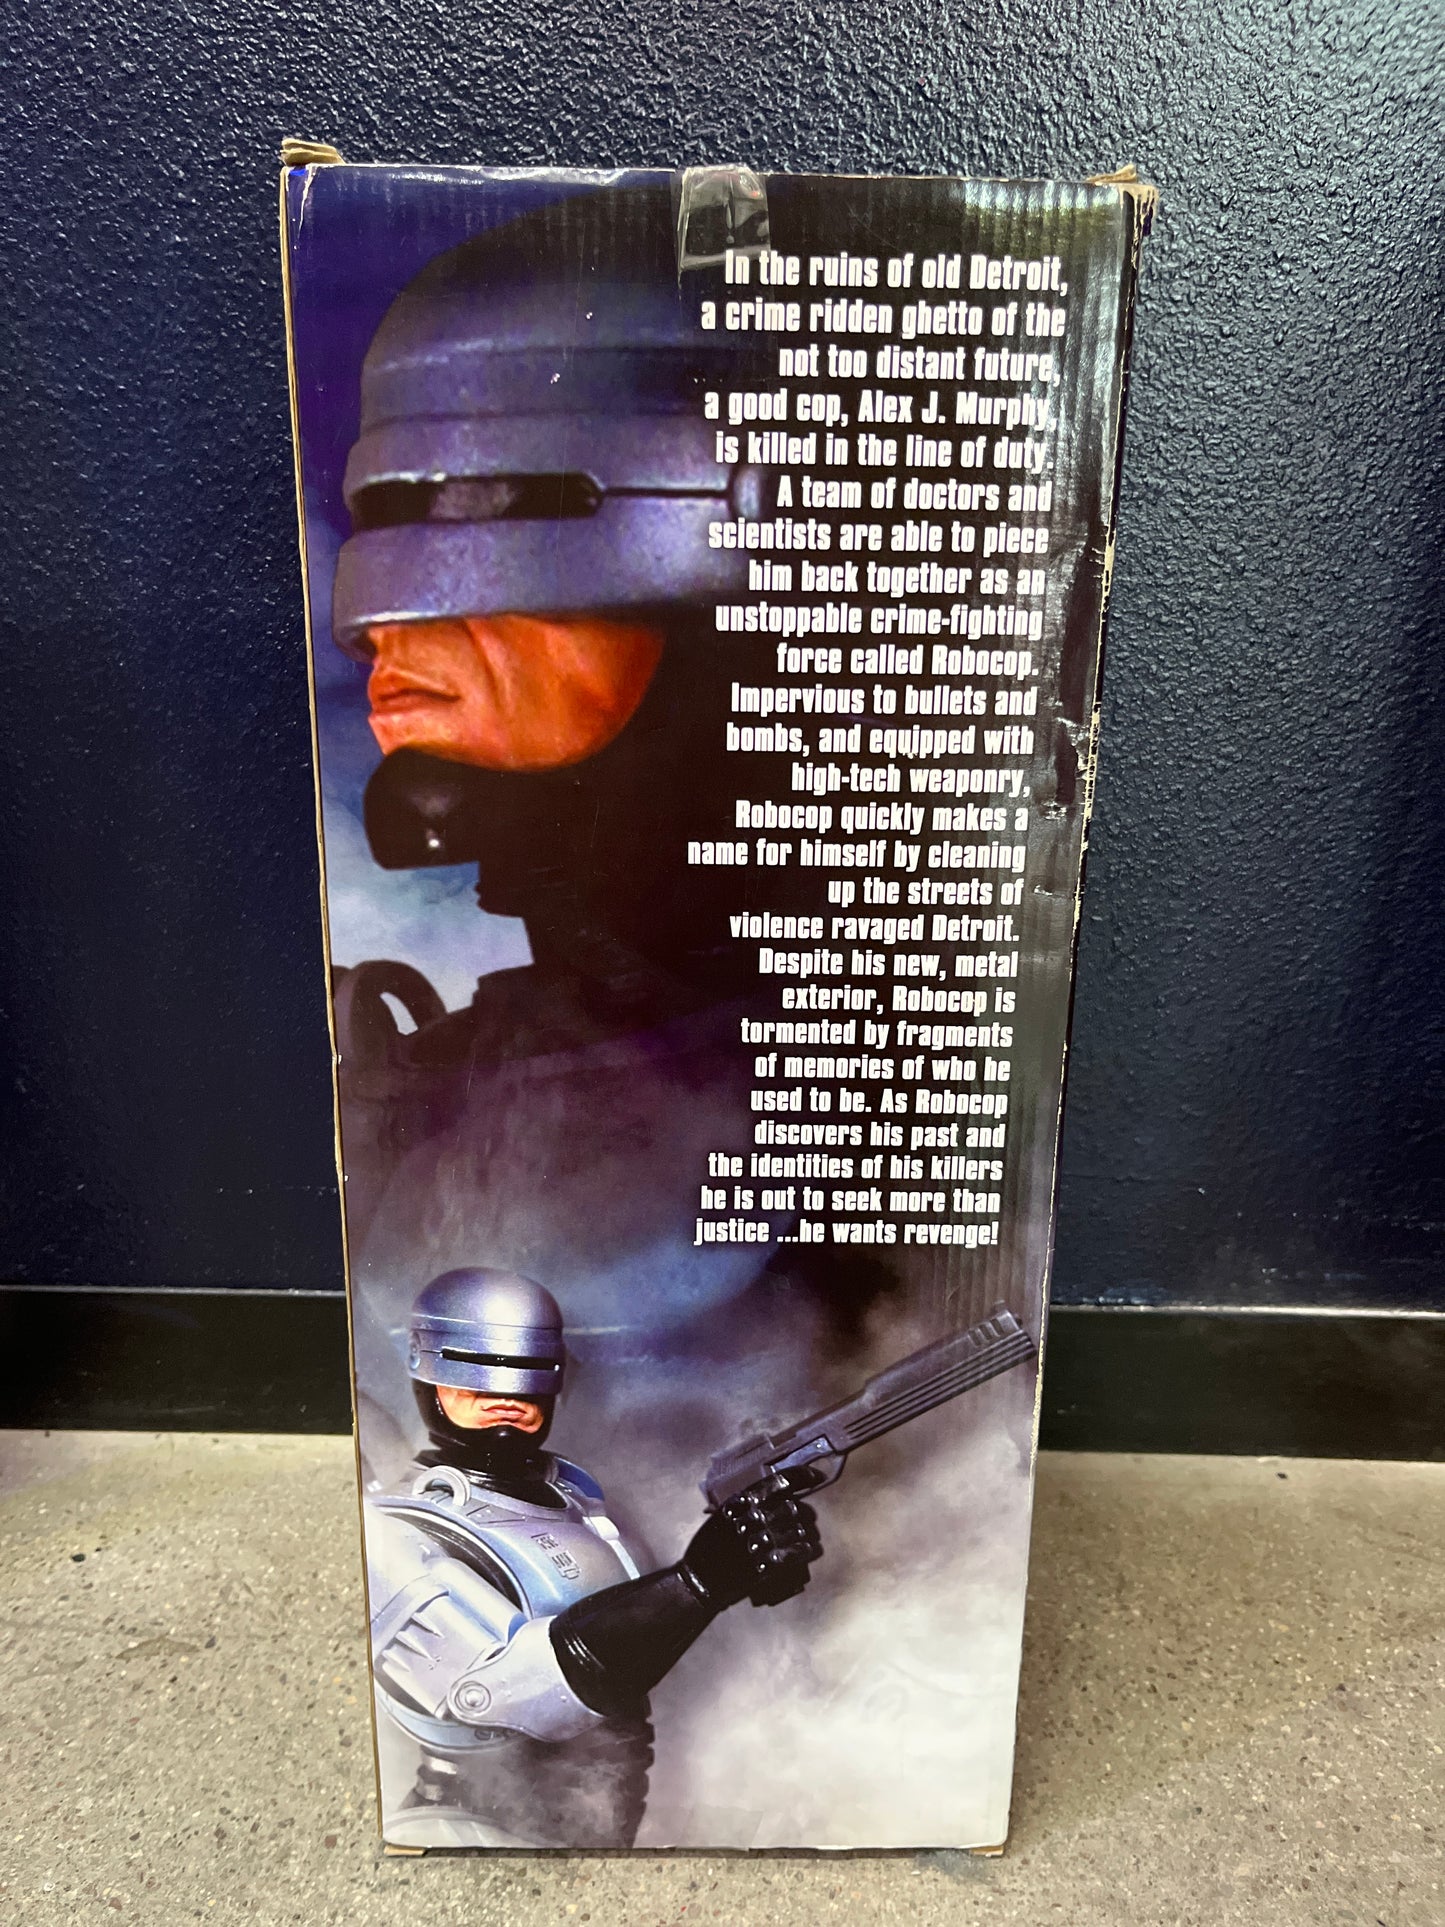 In the ruins of old Detroit,
a crime ridden ghetto of the
not too distant future,
a good cop, Alex J. Murphy,
is killed in the line of duty.
A team of doctors and
scientists are able to piece
him back together as an
unstoppable crime-fighting
force called Robocop.
Impervious to bullets and
bombs, and equipped with
high-tech weaponry,
Robocop quickly makes a
name for himself by cleaning
up the streets of
violence ravaged Detroit.
Despite his new, metal
exterior, Robocop is
tormented by fragments
of memories of who he
used to be. As Robocop
discovers his past and
the identities of his killers
he is out to seek more than
justice ...he wants revenge!